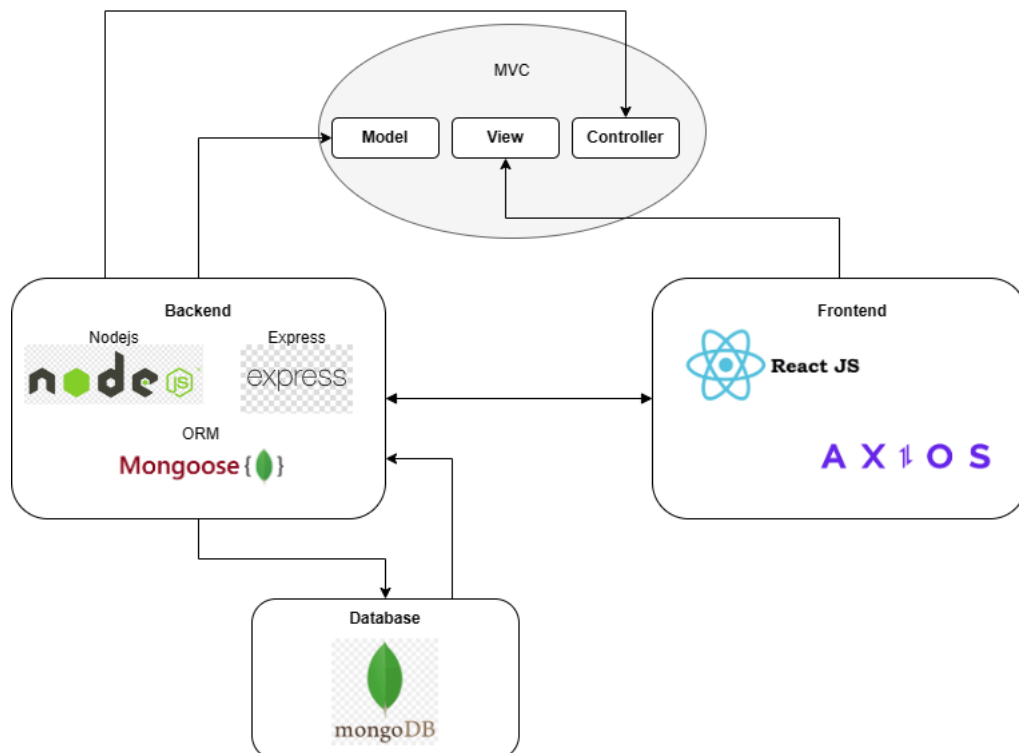 MVC
Model
View
Controller
Backend
Nodejs
Express
node JS
express
ORM
Mongoose {}
Frontend
React JS
AXIOS
Database
mongoDB